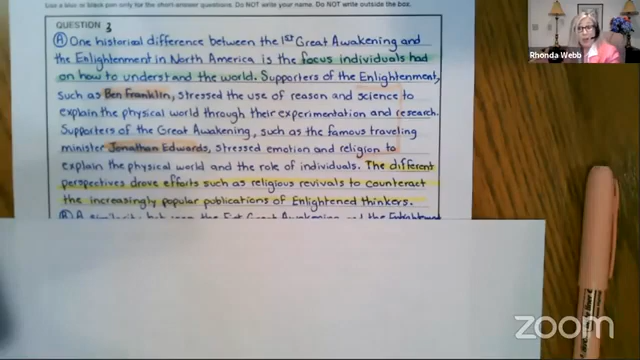 Use a blue or black pen only for the short-answer questions. Do NOT write your name. Do NOT write outside the box.
QUESTION 3
Ⓐ One historical difference between the 1st Great Awakening and
the Enlightenment in North America is the focus individuals had
on how to understand the world. Supporters of the Enlightenment,
such as Ben Franklin, stressed the use of reason and science to
explain the physical world through their experimentation and research.
Supporters of the Great Awakening, such as the famous traveling
minister Jonathan Edwards, stressed emotion and religion to
explain the physical world and the role of individuals. The different
perspectives drove efforts such as religious revivals to counteract
the increasingly popular publications of Enlightened thinkers.
Ⓑ A similarity between the First Great Awakening and the Enlightenment
Rhonda Webb
zoom